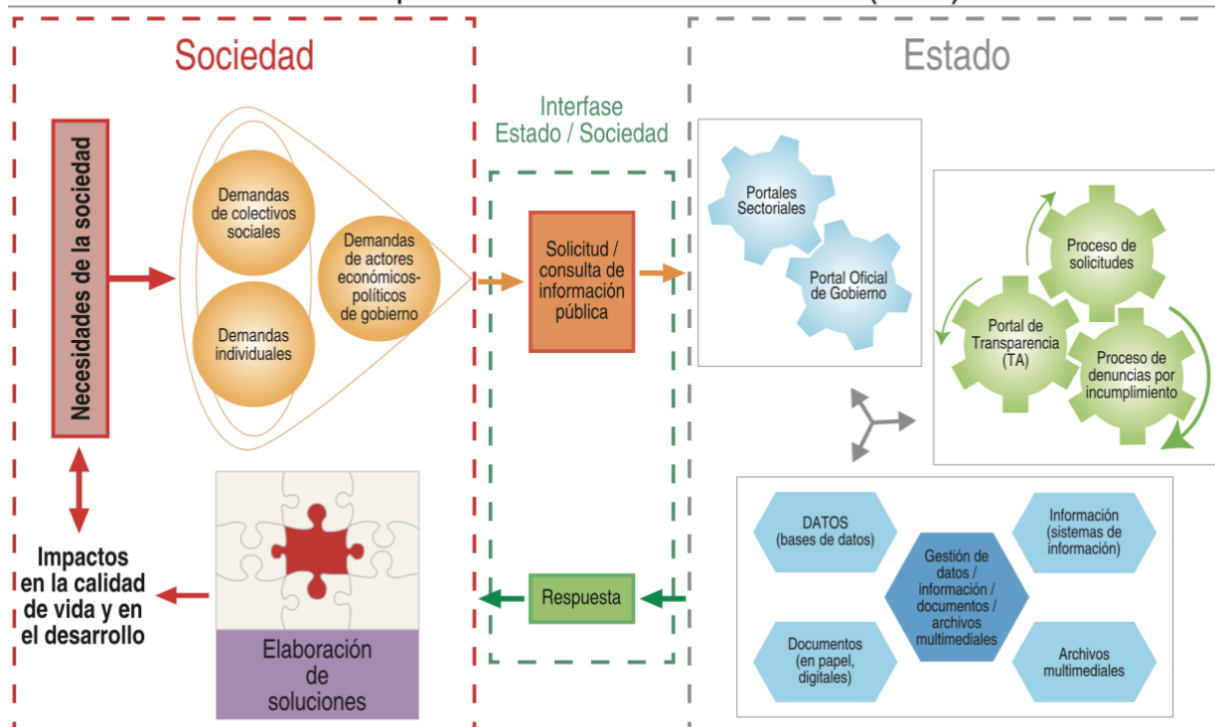 Sociedad
Necesidades de la sociedad
Demandas
de colectivos
sociales
Demandas
de actores
económicos-
políticos
de gobierno
Demandas
individuales
Impactos
en la calidad
de vida y en
el desarrollo
Elaboración
de
soluciones
Interfase
Estado / Sociedad
Solicitud /
consulta de
información
pública
Respuesta
Estado
Portales
Sectoriales
Portal Oficial
de Gobierno
Proceso de
solicitudes
Portal de
Transparencia
(TA)
Proceso de
denuncias por
incumplimiento
DATOS
(bases de datos)
Información
(sistemas de
información)
Gestión de
datos /
información /
documentos /
archivos
multimediales
Documentos
(en papel,
digitales)
Archivos
multimediales